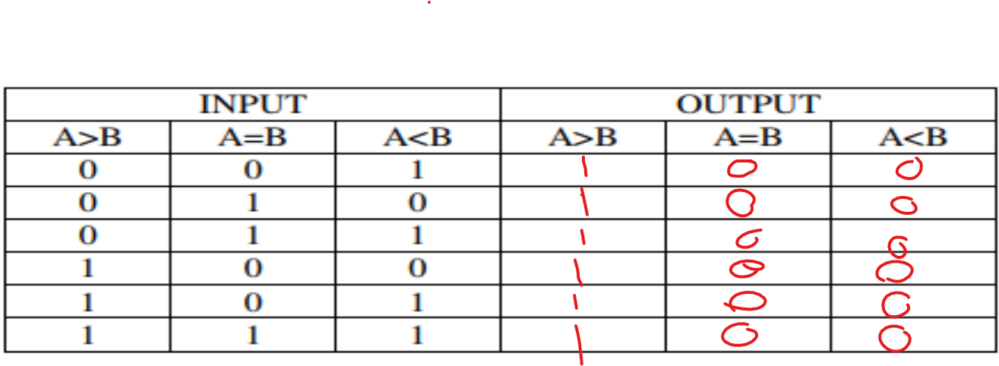 INPUT OUTPUT
A>B A=B A<B A>B A=B A<B
0 0 1 1 0 0
0 1 0 1 0 0
0 1 1 1 0 0
1 0 0 1 0 0
1 0 1 1 0 0
1 1 1 1 0 0